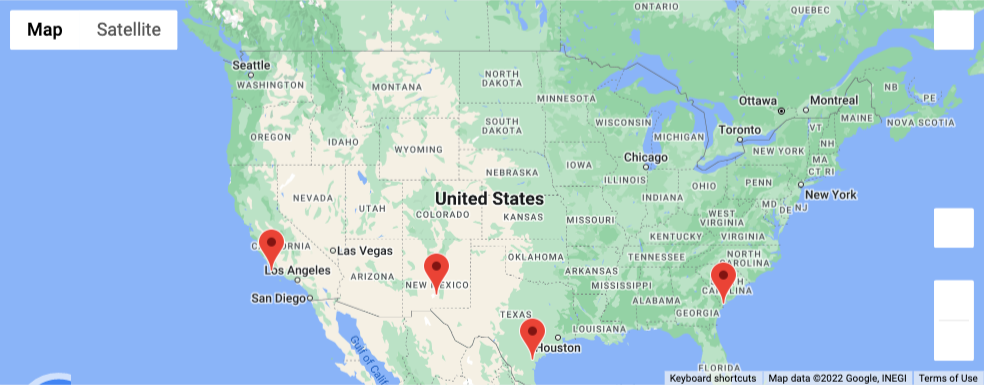 Map
Satellite
ONTARIO
QUEBEC
Seattle
WASHINGTON
MONTANA
NORTH
DAKOTA
MINNESOTA
Ottawa
Montreal
NB
PE
MAINE
NOVA SCOTIA
OREGON
IDAHO
SOUTH
DAKOTA
WISCONSIN
MICHIGAN
Toronto
VT
NH
NEW YORK
MA
CT RI
WYOMING
Chicago
IOWA
NEBRASKA
ILLINOIS
INDIANA
OHIO
PENN
New York
NEVADA
UTAH
United States
COLORADO
KANSAS
MISSOURI
WEST
VIRGINIA
MD
DE
NJ
KENTUCKY
VIRGINIA
Las Vegas
OKLAHOMA
TENNESSEE
NORTH
CAROLINA
Los Angeles
ARIZONA
NEW MEXICO
ARKANSAS
MISSISSIPPI
San Diego
ALABAMA
GEORGIA
TEXAS
LOUISIANA
Houston
Gulf of Calif
FLORIDA
Keyboard shortcuts
Map data ©2022 Google, INEGI
Terms of Use